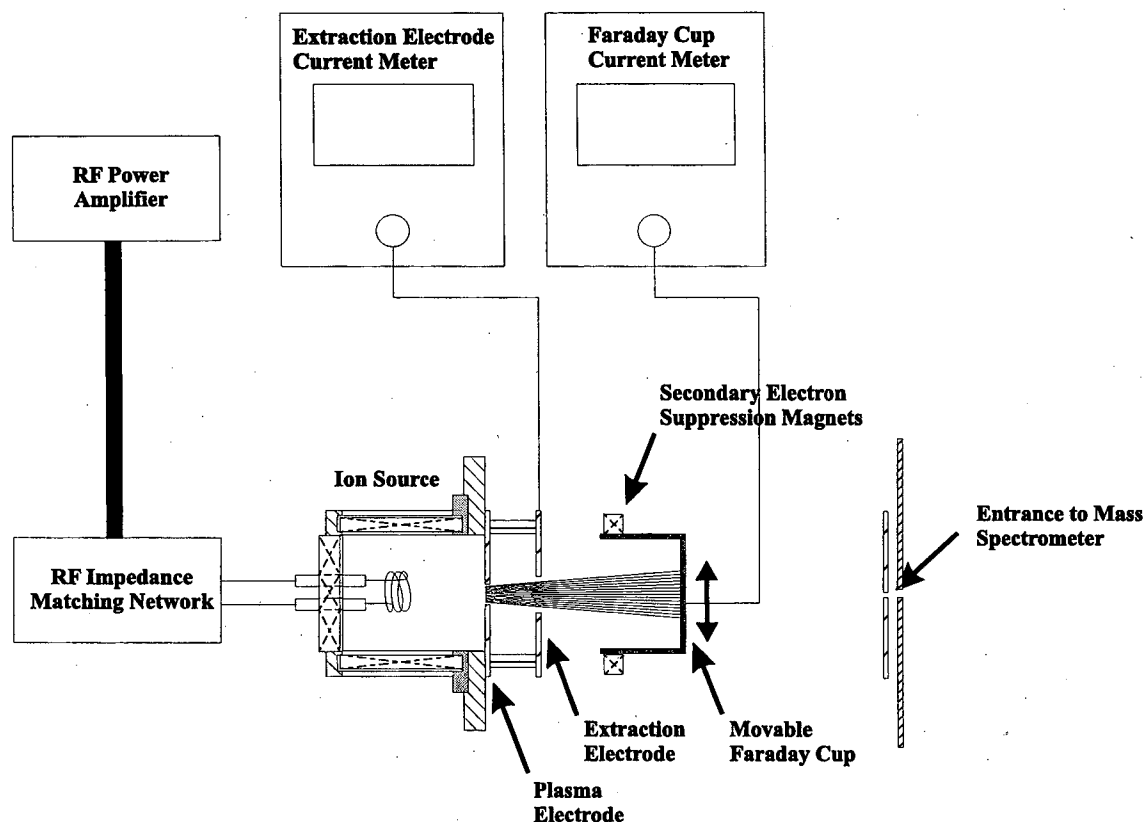 Extraction Electrode
Current Meter
Faraday Cup
Current Meter
RF Power
Amplifier
Secondary Electron
Suppression Magnets
Ion Source
Entrance to Mass
Spectrometer
RF Impedance
Matching Network
Extraction
Electrode
Movable
Faraday Cup
Plasma
Electrode